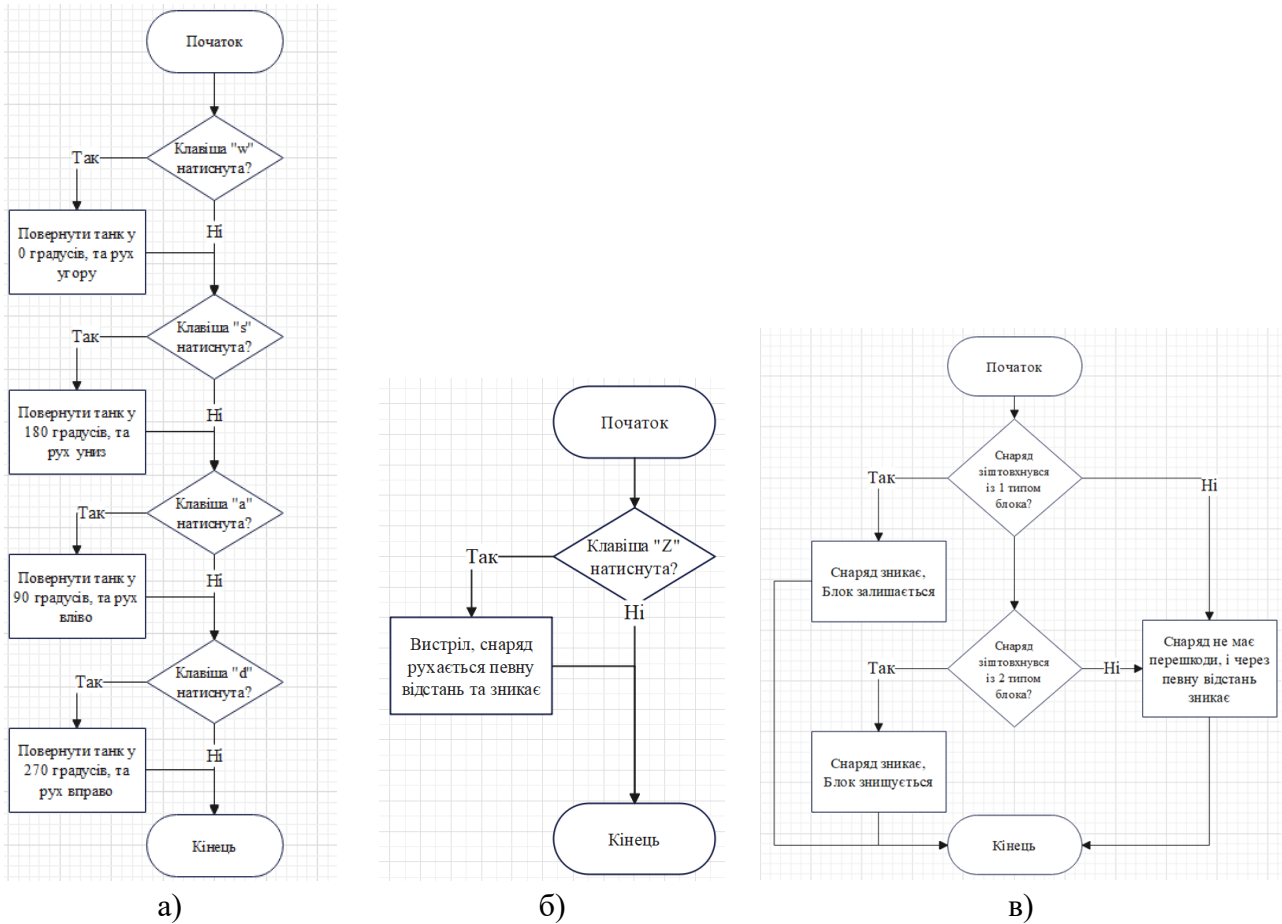 Початок
Клавіша "w"
натиснута?
Так
Ні
Повернути танк у
0 градусів, та рух
угору
Клавіша "s"
натиснута?
Так
Ні
Повернути танк у
180 градусів, та
рух униз
Клавіша "a"
натиснута?
Так
Ні
Повернути танк у
90 градусів, та рух
вліво
Клавіша "d"
натиснута?
Так
Ні
Повернути танк у
270 градусів, та
рух вправо
Кінець
а)
Початок
Клавіша "Z"
натиснута?
Так
Ні
Вистріл, снаряд
рухається певну
відстань та зникає
Кінець
б)
Початок
Снаряд
зіштовхнувся
із 1 типом
блока?
Так
Ні
Снаряд зникає,
Блок залишається
Снаряд
зіштовхнувся
із 2 типом
блока?
Так
Ні
Снаряд не має
перешкоди, і через
певну відстань
зникає
Снаряд зникає,
Блок знищується
Кінець
в)